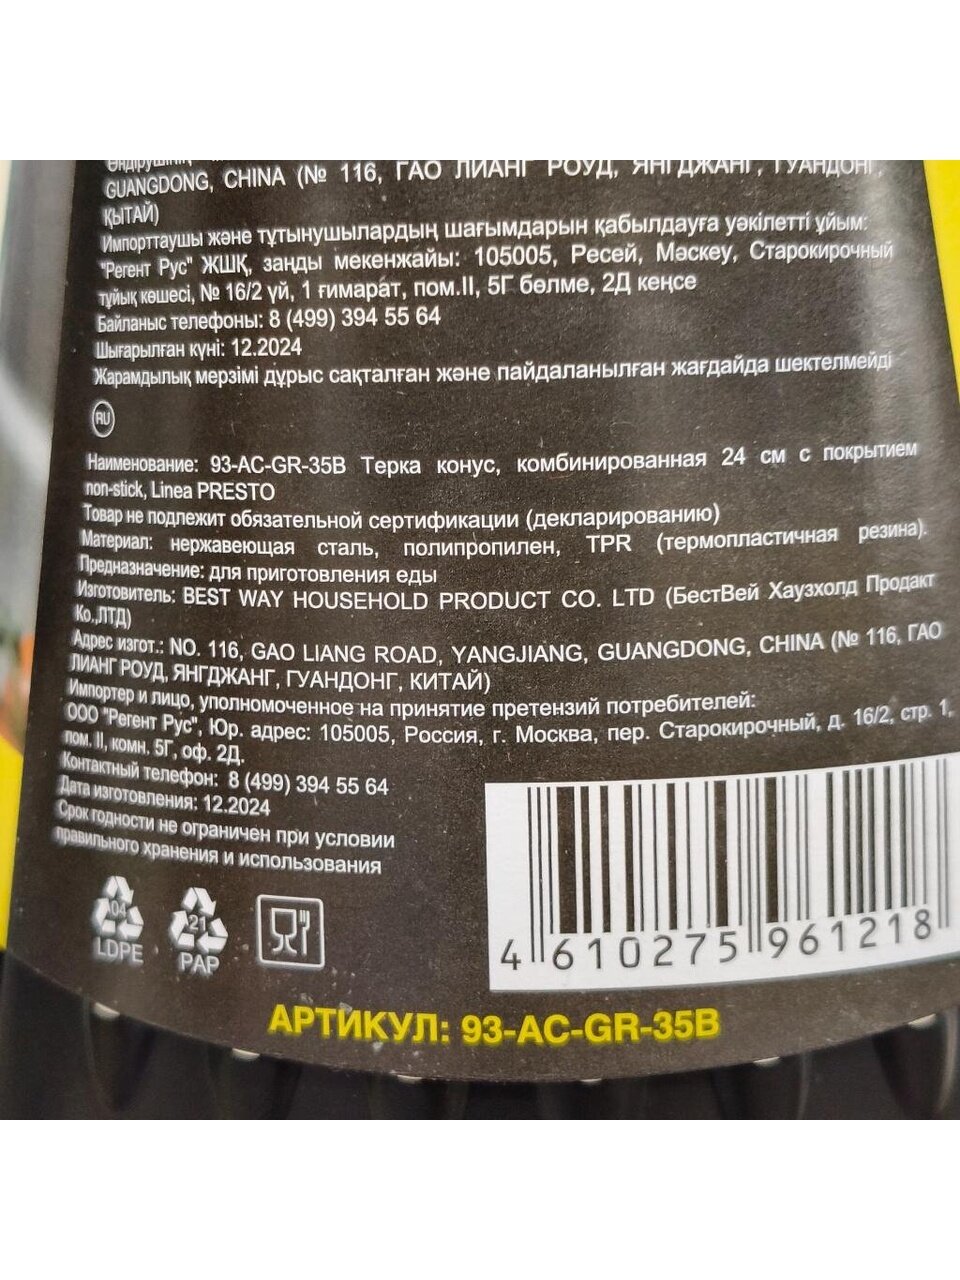 Өндірушінің
GUANGDONG, CHINA (№ 116, ГАО ЛИАНГ РОУД, ЯНГДЖАНГ, ГУАНДОНГ,
ҚЫТАЙ)
Импорттаушы және тұтынушылардың шағымдарын қабылдауға уәкілетті ұйым:
"Регент Рус" ЖШҚ, заңды мекенжайы: 105005, Ресей, Мәскеу, Старокирочный
тұйық көшесі, № 16/2 үй, 1 ғимарат, пом.II, 5Г бөлме, 2Д кеңсе
Байланыс телефоны: 8 (499) 394 55 64
Шығарылған күні: 12.2024
Жарамдылық мерзімі дұрыс сақталған және пайдаланылған жағдайда шектелмейді
RU
Наименование: 93-AC-GR-35B Терка конус, комбинированная 24 см с покрытием
non-stick, Linea PRESTO
Товар не подлежит обязательной сертификации (декларированию)
Материал: нержавеющая сталь, полипропилен, TPR (термопластичная резина).
Предназначение: для приготовления еды
Изготовитель: BEST WAY HOUSEHOLD PRODUCT CO. LTD (БестВей Хаузхолд Продакт
Ко.,ЛТД)
Адрес изгот.: NO. 116, GAO LIANG ROAD, YANGJIANG, GUANGDONG, CHINA (№ 116, ГАО
ЛИАНГ РОУД, ЯНГДЖАНГ, ГУАНДОНГ, КИТАЙ)
Импортер и лицо, уполномоченное на принятие претензий потребителей:
ООО "Регент Рус", Юр. адрес: 105005, Россия, г. Москва, пер. Старокирочный, д. 16/2, стр. 1,
пом. II, комн. 5Г, оф. 2Д.
Контактный телефон: 8 (499) 394 55 64
Дата изготовления: 12.2024
Срок годности не ограничен при условии
правильного хранения и использования
04
LDPE
21
PAP
4 610275 961218
АРТИКУЛ: 93-AC-GR-35B